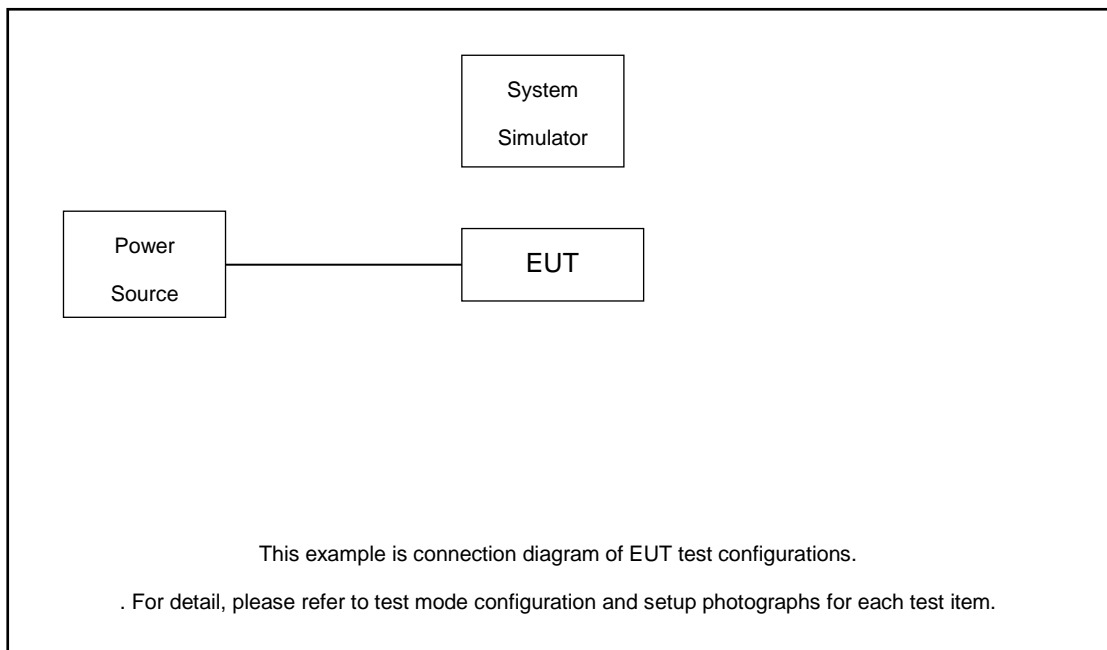 System
Simulator
Power
Source
EUT
This example is connection diagram of EUT test configurations.
. For detail, please refer to test mode configuration and setup photographs for each test item.